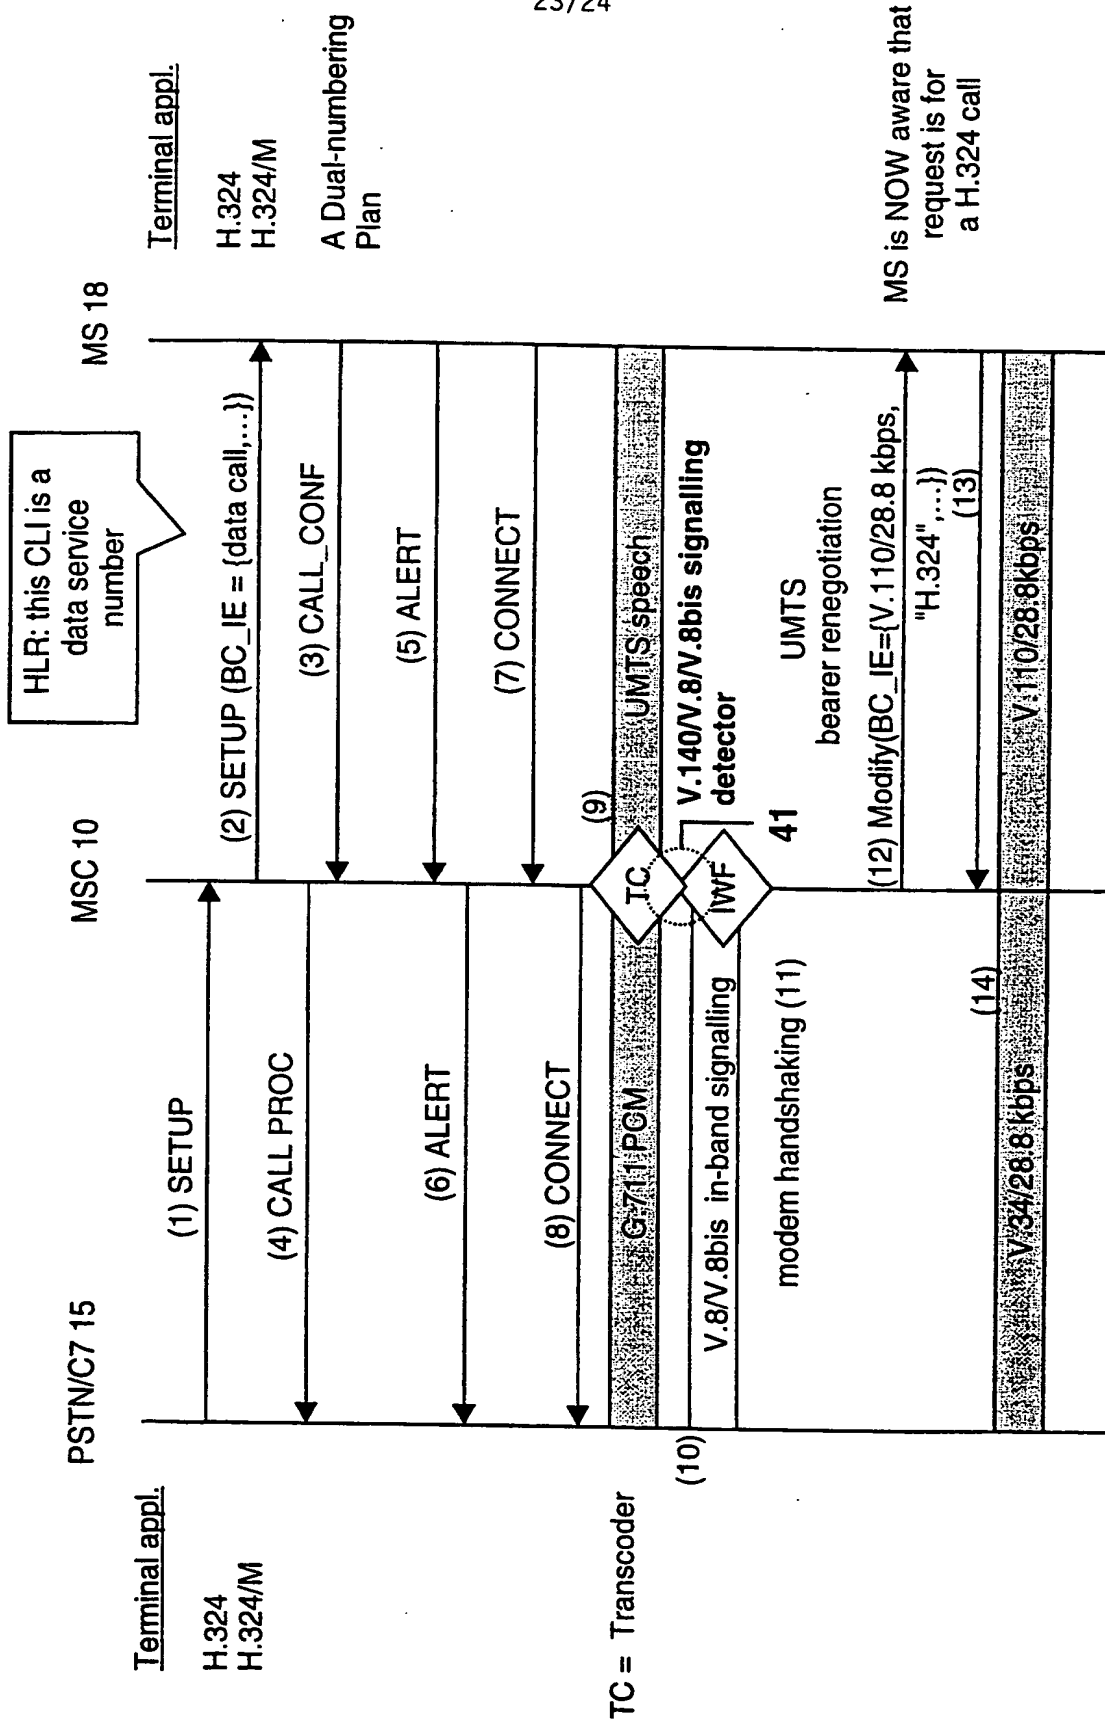 23/24
Terminal appl.
H.324
H.324/M
PSTN/C7 15
MSC 10
MS 18
Terminal appl.
H.324
H.324/M
A Dual-numbering
Plan
HLR: this CLI is a
data service
number
(1) SETUP
(2) SETUP (BC_IE = {data call,...})
(3) CALL_CONF
(4) CALL PROC
(5) ALERT
(6) ALERT
(7) CONNECT
(8) CONNECT
(9)
G.711 PCM
TC
UMTS speech
TC = Transcoder
(10)
V.8/V.8bis in-band signalling
IWF
V.140/V.8/V.8bis signalling
detector
41
modem handshaking (11)
UMTS
bearer renegotiation
(12) Modify(BC_IE={V.110/28.8 kbps,
"H.324",...})
MS is NOW aware that
request is for
a H.324 call
(13)
(14)
V.34/28.8 kbps
V.110/28.8kbps